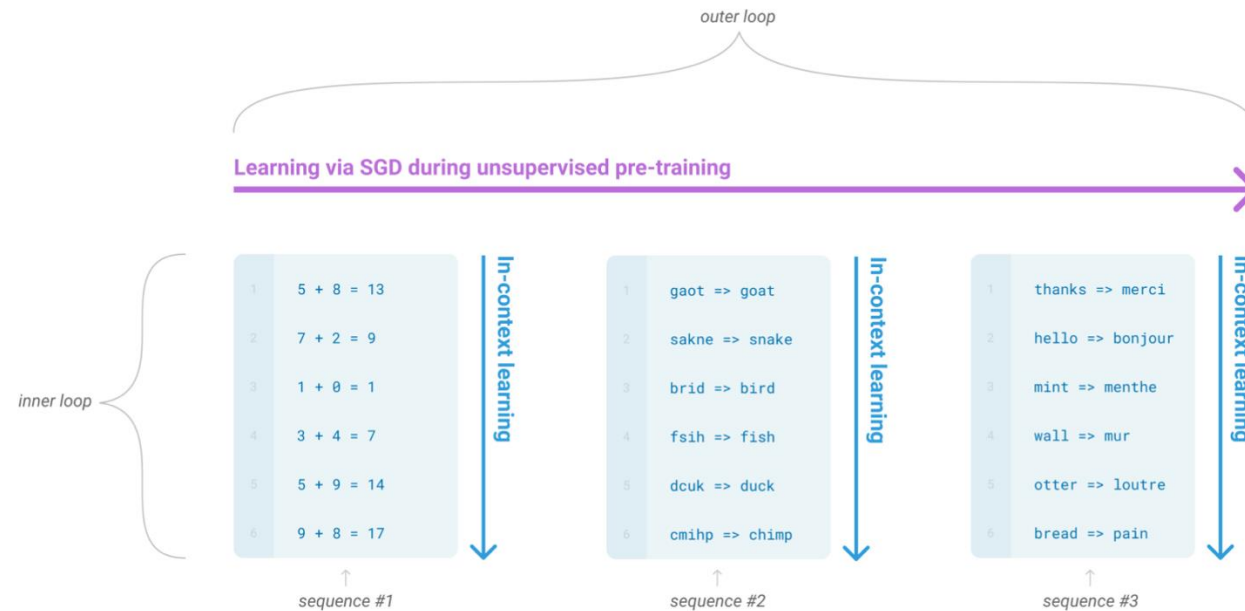 outer loop
Learning via SGD during unsupervised pre-training
inner loop
1 5 + 8 = 13
2 7 + 2 = 9
3 1 + 0 = 1
4 3 + 4 = 7
5 5 + 9 = 14
6 9 + 8 = 17
In-context learning
sequence #1
1 gaot => goat
2 sakne => snake
3 brid => bird
4 fsih => fish
5 dcuk => duck
6 cmihp => chimp
In-context learning
sequence #2
1 thanks => merci
2 hello => bonjour
3 mint => menthe
4 wall => mur
5 otter => loutre
6 bread => pain
In-context learning
sequence #3